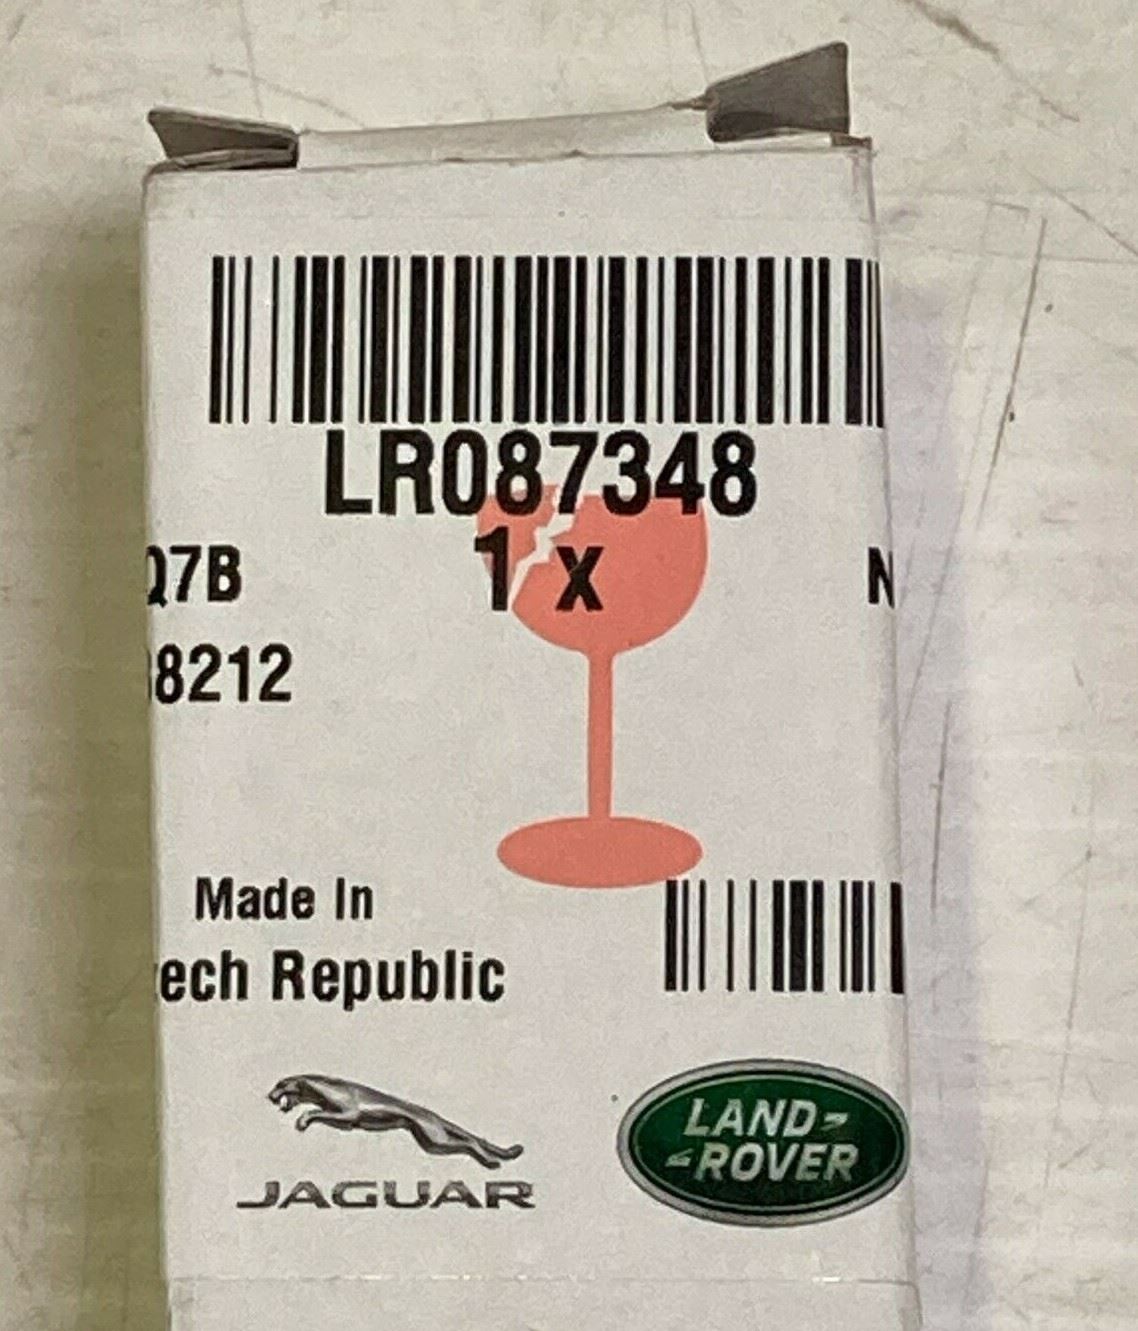 LR087348
1 x
Q7B
N
8212
Made In
ech Republic
JAGUAR
LAND-
-ROVER